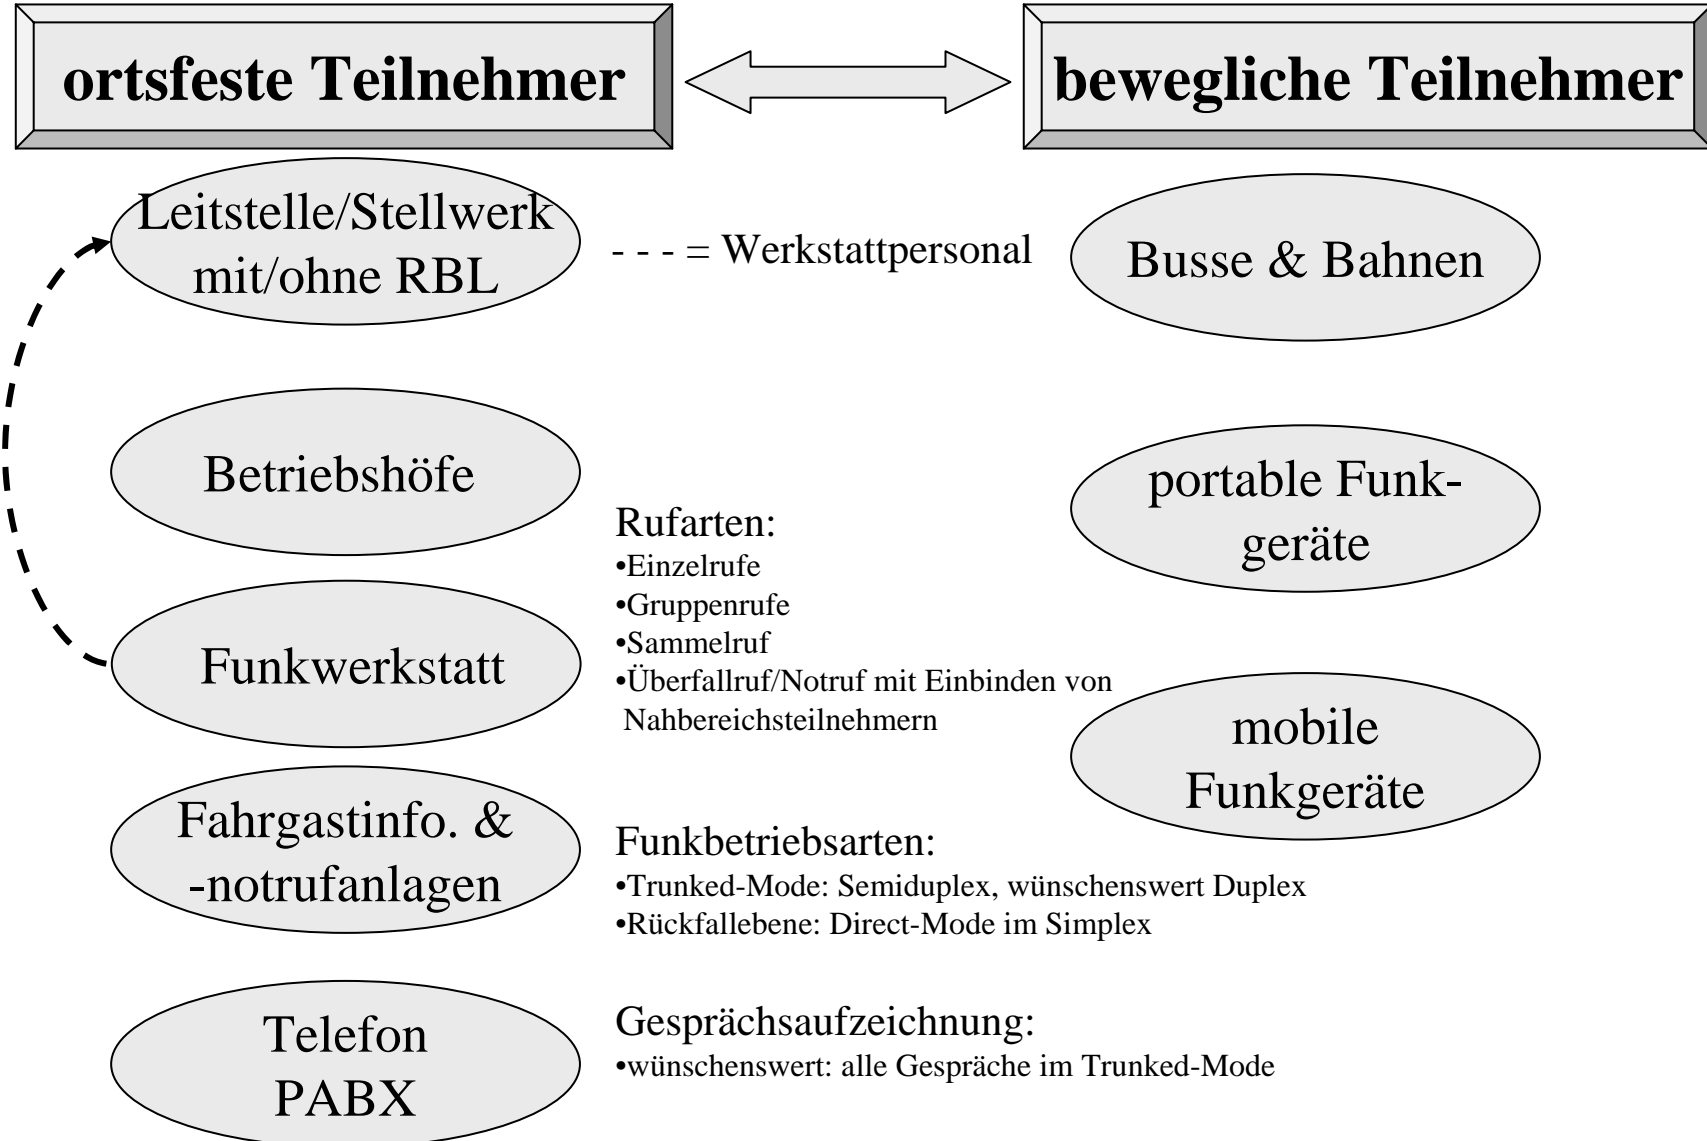 ortsfeste Teilnehmer
bewegliche Teilnehmer
Leitstelle/Stellwerk
mit/ohne RBL
- - - = Werkstattpersonal
Busse & Bahnen
Betriebshöfe
portable Funk-
geräte
Rufarten:
•Einzelrufe
•Gruppenrufe
•Sammelruf
•Überfallruf/Notruf mit Einbinden von
Nahbereichsteilnehmern
Funkwerkstatt
mobile
Funkgeräte
Fahrgastinfo. &
-notrufanlagen
Funkbetriebsarten:
•Trunked-Mode: Semiduplex, wünschenswert Duplex
•Rückfallebene: Direct-Mode im Simplex
Telefon
PABX
Gesprächsaufzeichnung:
•wünschenswert: alle Gespräche im Trunked-Mode